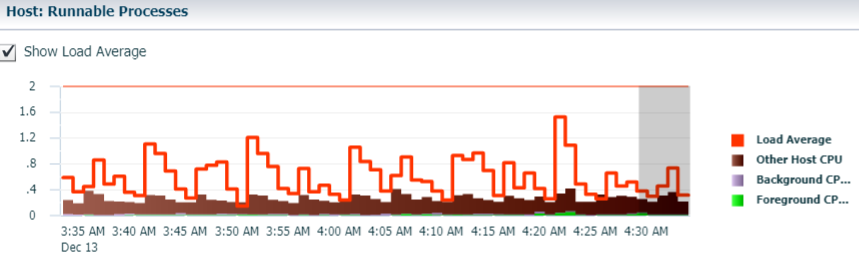 Host: Runnable Processes
Show Load Average
2
1.6
1.2
.8
.4
0
3:35 AM 3:40 AM 3:45 AM 3:50 AM 3:55 AM 4:00 AM 4:05 AM 4:10 AM 4:15 AM 4:20 AM 4:25 AM 4:30 AM
Dec 13
Load Average
Other Host CPU
Background CP...
Foreground CP...